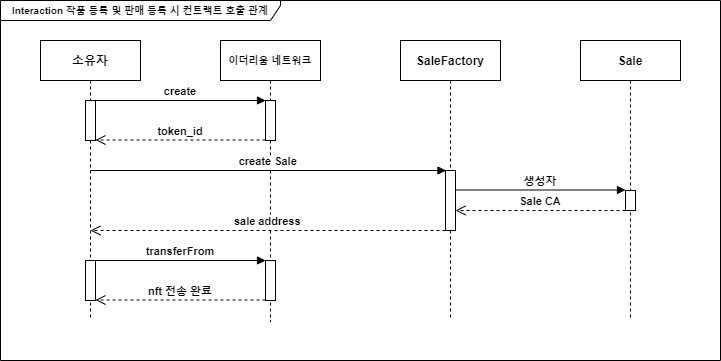 Interaction 작품 등록 및 판매 등록 시 컨트랙트 호출 관계
소유자
이더리움 네트워크
SaleFactory
Sale
create
token_id
create Sale
생성자
Sale CA
sale address
transferFrom
nft 전송 완료